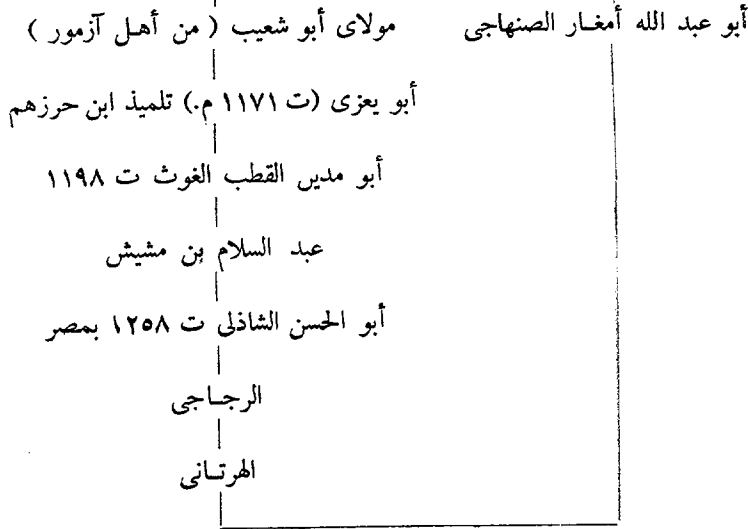 أبو عبد الله أمغار الصنهاجى مولاى أبو شعيب ( من أهل آزمور )
أبو يعزى (ت ١١٧١ م.) تلميذ ابن حرزهم
أبو مدين القطب الغوث ت ١١٩٨
عبد السلام بن مشيش
أبو الحسن الشاذلى ت ١٢٥٨ بمصر
الرجاجى
الهرتانى